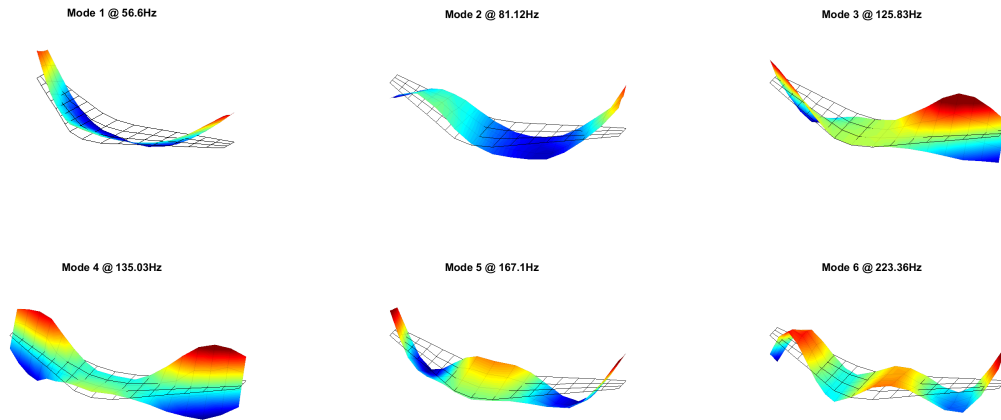 Mode 1 @ 56.6Hz
Mode 2 @ 81.12Hz
Mode 3 @ 125.83Hz
Mode 4 @ 135.03Hz
Mode 5 @ 167.1Hz
Mode 6 @ 223.36Hz